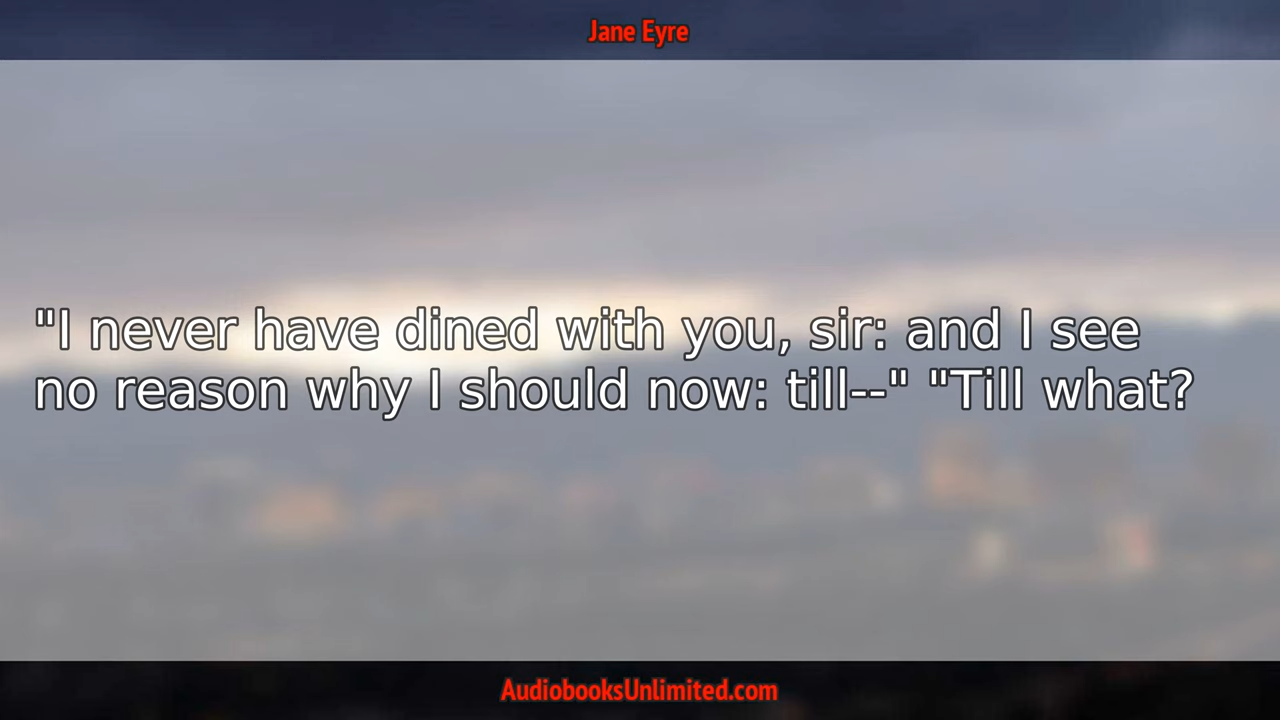 Jane Eyre
"I never have dined with you, sir: and I see
no reason why I should now: till--" "Till what?
AudiobooksUnlimited.com